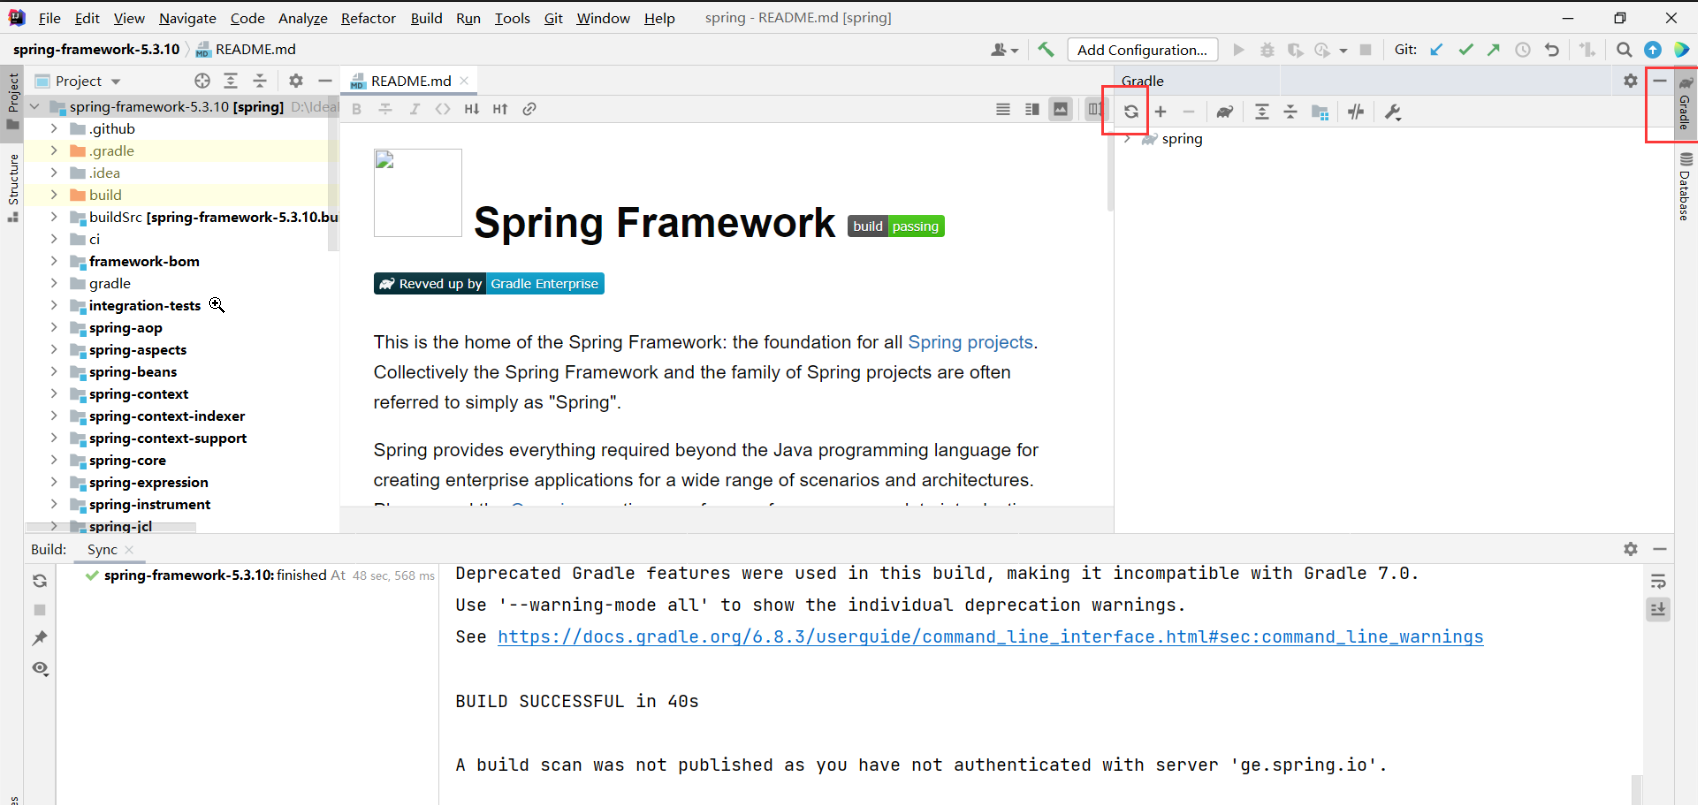 File Edit View Navigate Code Analyze Refactor Build Run Tools Git Window Help spring - README.md [spring]
spring-framework-5.3.10 README.md Add Configuration... Git:
Project
README.md
Gradle
Project
Structure
spring-framework-5.3.10 [spring] D:\Idea
.github
.gradle
.idea
build
buildSrc [spring-framework-5.3.10.bu
ci
framework-bom
gradle
integration-tests
spring-aop
spring-aspects
spring-beans
spring-context
spring-context-indexer
spring-context-support
spring-core
spring-expression
spring-instrument
spring-jcl
Spring Framework build passing
Revved up by Gradle Enterprise
This is the home of the Spring Framework: the foundation for all Spring projects.
Collectively the Spring Framework and the family of Spring projects are often
referred to simply as "Spring".
Spring provides everything required beyond the Java programming language for
creating enterprise applications for a wide range of scenarios and architectures.
spring
Gradle
Database
Build: Sync
spring-framework-5.3.10: finished At 48 sec, 568 ms
Deprecated Gradle features were used in this build, making it incompatible with Gradle 7.0.
Use '--warning-mode all' to show the individual deprecation warnings.
See https://docs.gradle.org/6.8.3/userguide/command_line_interface.html#sec:command_line_warnings
BUILD SUCCESSFUL in 40s
A build scan was not published as you have not authenticated with server 'ge.spring.io'.